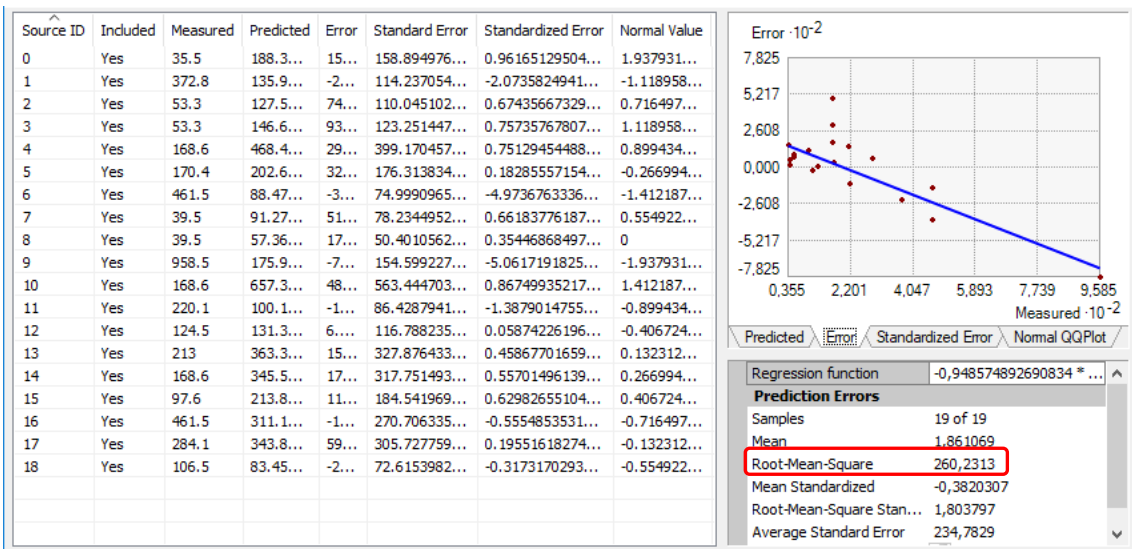 Source ID Included Measured Predicted Error Standard Error Standardized Error Normal Value
0 Yes 35.5 188.3... 15... 158.894976... 0.96165129504... 1.937931...
1 Yes 372.8 135.9... -2... 114.237054... -2.0735824941... -1.118958...
2 Yes 53.3 127.5... 74... 110.045102... 0.67435667329... 0.716497...
3 Yes 53.3 146.6... 93... 123.251447... 0.75735767807... 1.118958...
4 Yes 168.6 468.4... 29... 399.170457... 0.75129454488... 0.899434...
5 Yes 170.4 202.6... 32... 176.313834... 0.18285557154... -0.266994...
6 Yes 461.5 88.47... -3... 74.9990965... -4.9736763336... -1.412187...
7 Yes 39.5 91.27... 51... 78.2344952... 0.66183776187... 0.554922...
8 Yes 39.5 57.36... 17... 50.4010562... 0.35446868497... 0
9 Yes 958.5 175.9... -7... 154.599227... -5.0617191825... -1.937931...
10 Yes 168.6 657.3... 48... 563.444703... 0.86749935217... 1.412187...
11 Yes 220.1 100.1... -1... 86.4287941... -1.3879014755... -0.899434...
12 Yes 124.5 131.3... 6.... 116.788235... 0.05874226196... -0.406724...
13 Yes 213 363.3... 15... 327.876433... 0.45867701659... 0.132312...
14 Yes 168.6 345.5... 17... 317.751493... 0.55701496139... 0.266994...
15 Yes 97.6 213.8... 11... 184.541969... 0.62982655104... 0.406724...
16 Yes 461.5 311.1... -1... 270.706335... -0.5554853531... -0.716497...
17 Yes 284.1 343.8... 59... 305.727759... 0.19551618274... -0.132312...
18 Yes 106.5 83.45... -2... 72.6153982... -0.3173170293... -0.554922...
Error ·10-2
7,825
5,217
2,608
0,000
-2,608
-5,217
-7,825
0,355 2,201 4,047 5,893 7,739 9,585
Measured ·10-2
Predicted Error Standardized Error Normal QQPlot
Regression function -0,948574892690834 * ...
Prediction Errors
Samples 19 of 19
Mean 1,861069
Root-Mean-Square 260,2313
Mean Standardized -0,3820307
Root-Mean-Square Stan... 1,803797
Average Standard Error 234,7829